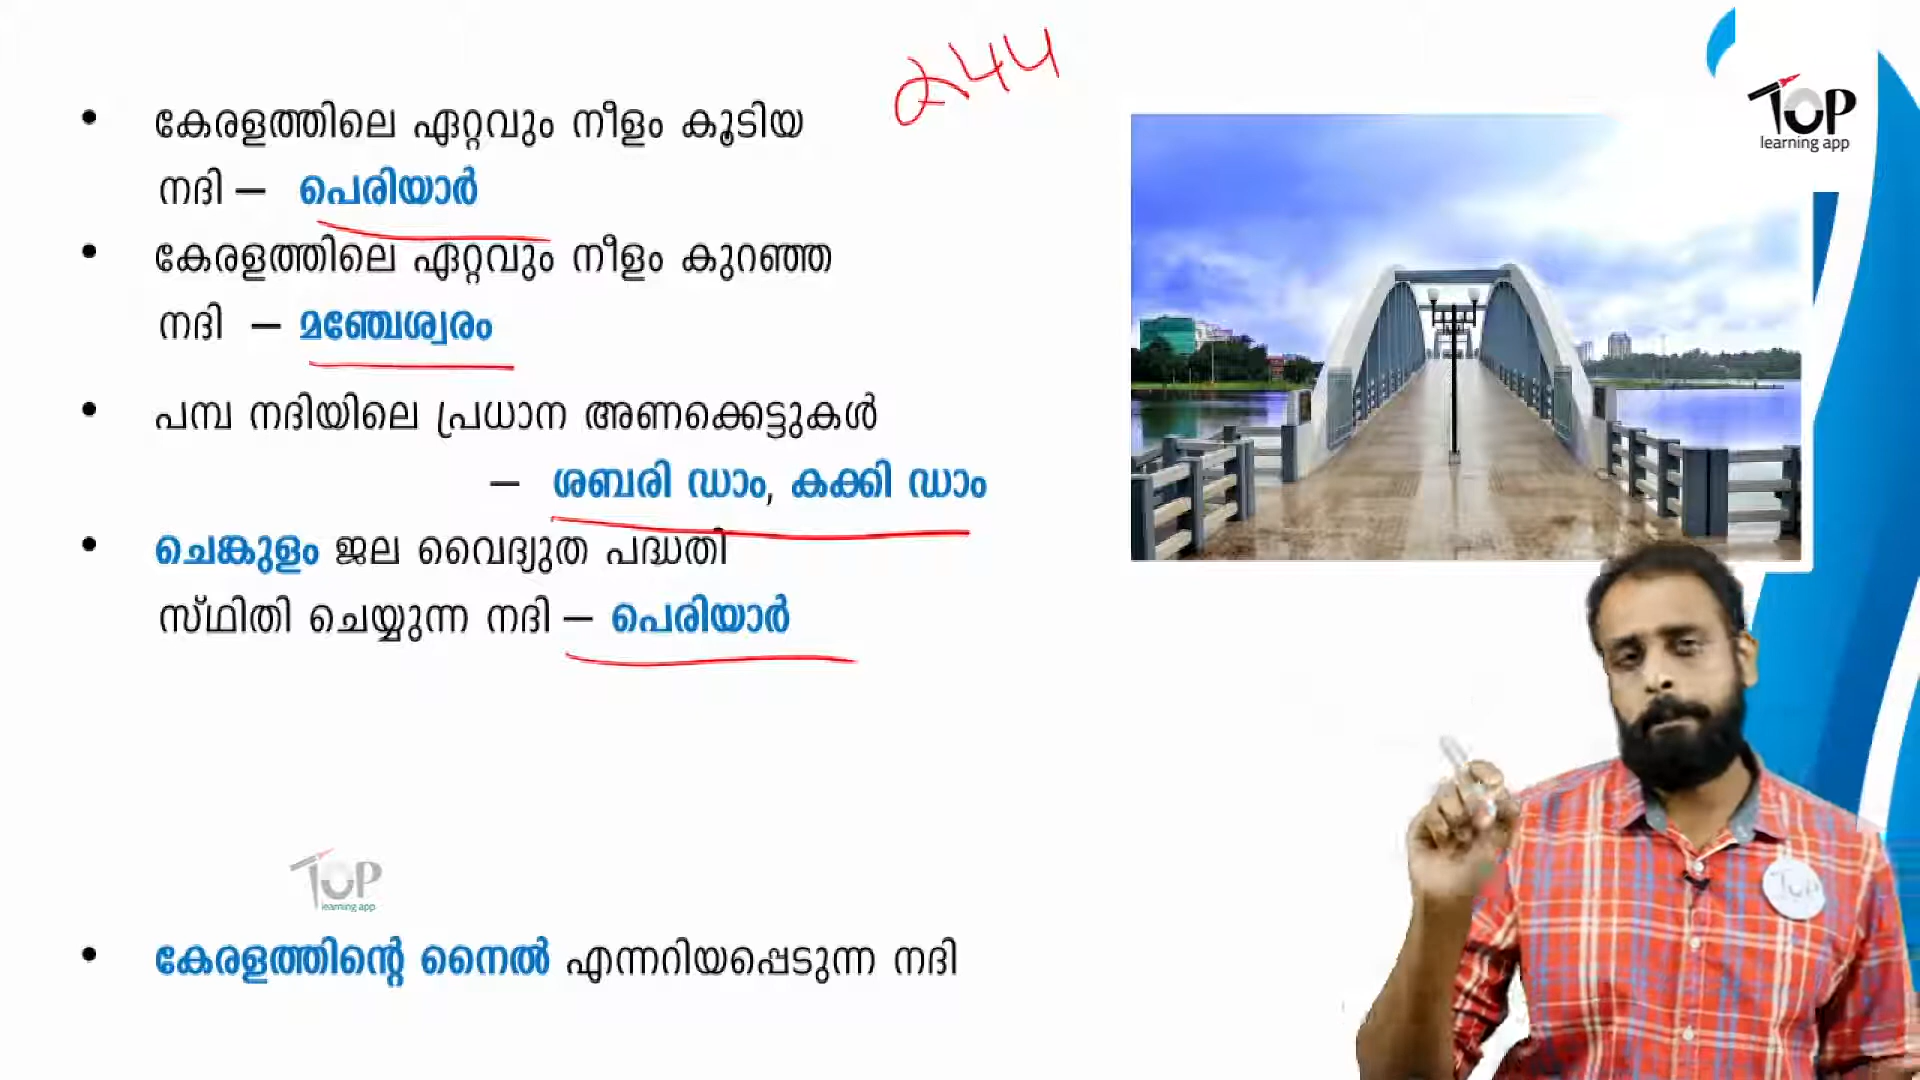 244
• കേരളത്തിലെ ഏറ്റവും നീളം കൂടിയ
നദി – പെരിയാർ
• കേരളത്തിലെ ഏറ്റവും നീളം കുറഞ്ഞ
നദി – മഞ്ചേശ്വരം
• പമ്പ നദിയിലെ പ്രധാന അണക്കെട്ടുകൾ
– ശബരി ഡാം, കക്കി ഡാം
• ചെങ്കുളം ജല വൈദ്യുത പദ്ധതി
സ്ഥിതി ചെയ്യുന്ന നദി – പെരിയാർ
• കേരളത്തിന്റെ നൈൽ എന്നറിയപ്പെടുന്ന നദി
TOP
learning app
TOP
learning app
TOP